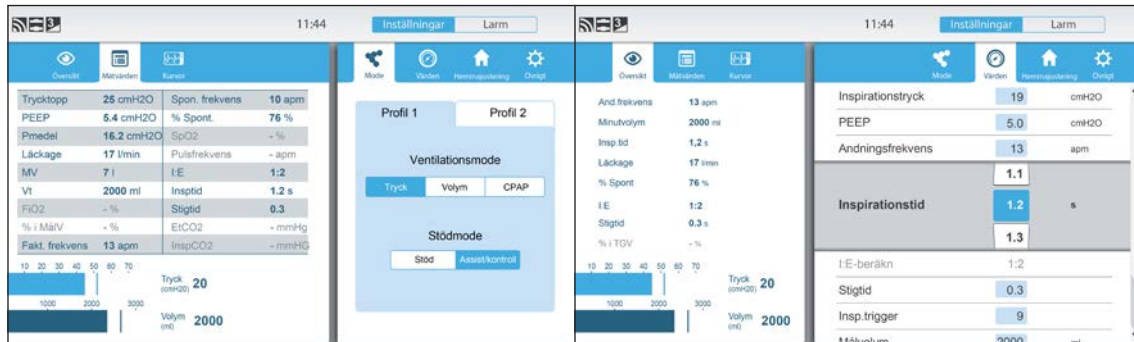 3
11:44
Inställningar Larm
Översikt Mätvärden Kurvor
Mode Värden Hemmajustering Övrigt
Trycktopp 25 cmH2O Spon. frekvens 10 apm
PEEP 5.4 cmH2O % Spont. 76 %
Pmedel 16.2 cmH2O SpO2 - %
Läckage 17 l/min Pulsfrekvens - apm
MV 7 l I:E 1:2
Vt 2000 ml Insptid 1.2 s
FiO2 - % Stigtid 0.3
% i MålV - % EtCO2 - mmHg
Fakt. frekvens 13 apm InspCO2 - mmHG
10 20 30 40 50 60 70
Tryck 20
(cmH20)
1000 2000 3000
Volym 2000
(ml)
Profil 1 Profil 2
Ventilationsmode
Tryck Volym CPAP
Stödmode
Stöd Assist/kontroll
3
11:44
Inställningar Larm
Översikt Mätvärden Kurvor
Mode Värden Hemmajustering Övrigt
And.frekvens 13 apm
Minutvolym 2000 ml
Insp.tid 1,2 s
Läckage 17 l/min
% Spont 76 %
I:E 1:2
Stigtid 0.3 s
% i TGV - %
10 20 30 40 50 60 70
Tryck 20
(cmH20)
1000 2000 3000
Volym 2000
(ml)
Inspirationstryck 19 cmH2O
PEEP 5.0 cmH2O
Andningsfrekvens 13 apm
1.1
Inspirationstid 1.2 s
1.3
I:E-beräkn 1:2
Stigtid 0.3
Insp.trigger 9
Målvolum 2000 ml